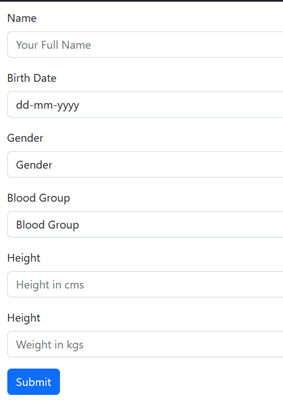 Name
Your Full Name
Birth Date
dd-mm-yyyy
Gender
Gender
Blood Group
Blood Group
Height
Height in cms
Height
Weight in kgs
Submit